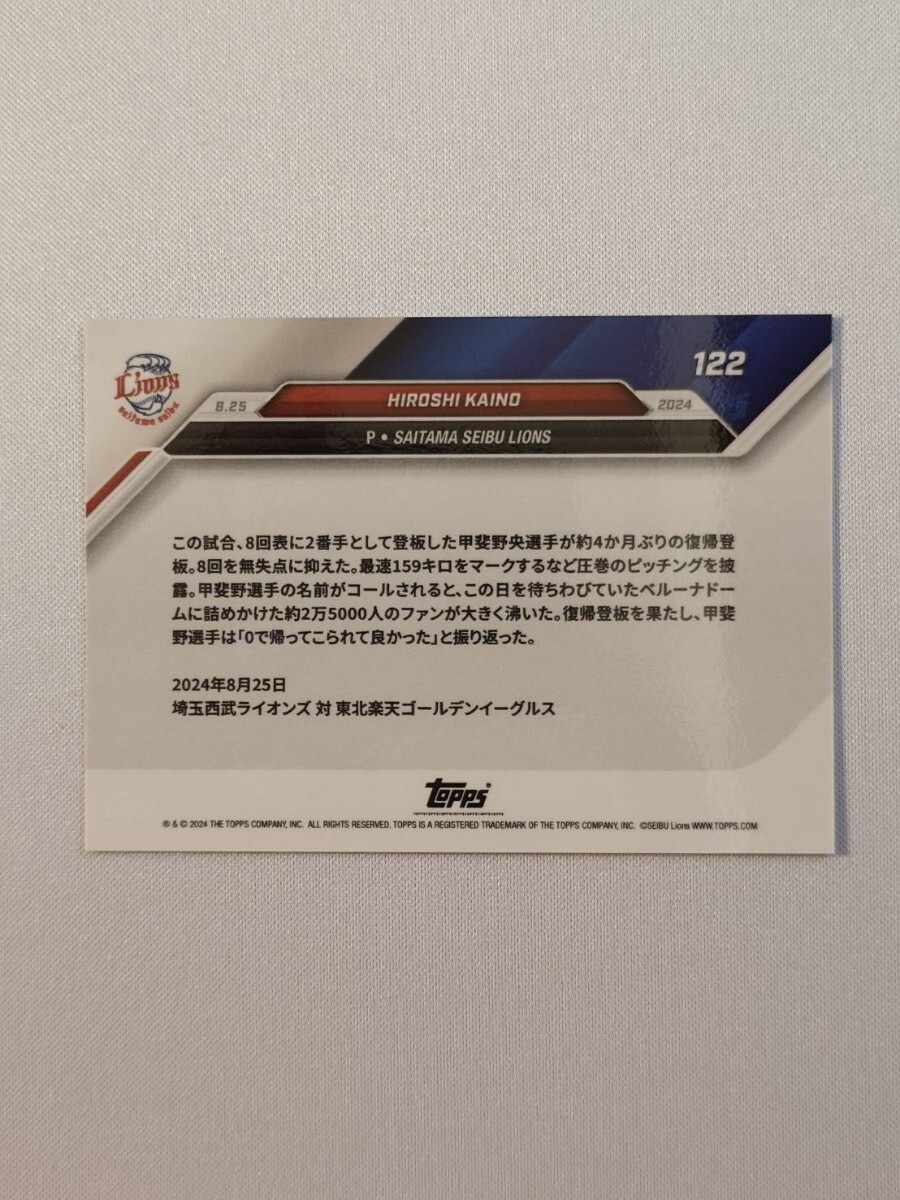 Lions
saitama seibu
122
8.25
HIROSHI KAINO
2024
P • SAITAMA SEIBU LIONS
この試合、8回表に2番手として登板した甲斐野央選手が約4か月ぶりの復帰登
板。8回を無失点に抑えた。最速159キロをマークするなど圧巻のピッチングを披
露。甲斐野選手の名前がコールされると、この日を待ちわびていたベルーナドー
ムに詰めかけた約2万5000人のファンが大きく沸いた。復帰登板を果たし、甲斐
野選手は「0で帰ってこられて良かった」と振り返った。
2024年8月25日
埼玉西武ライオンズ 対 東北楽天ゴールデンイーグルス
topps®
® & © 2024 THE TOPPS COMPANY, INC. ALL RIGHTS RESERVED. TOPPS IS A REGISTERED TRADEMARK OF THE TOPPS COMPANY, INC. ©SEIBU Lions WWW.TOPPS.COM